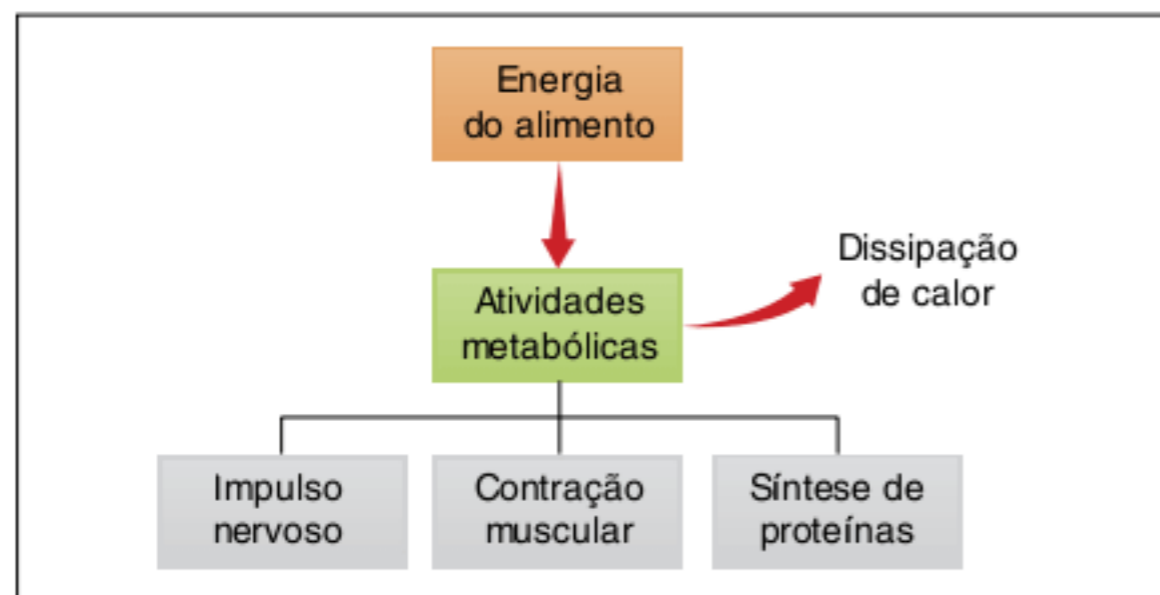 Energia
do alimento
Dissipação
de calor
Atividades
metabólicas
Impulso
nervoso
Contração
muscular
Síntese de
proteínas